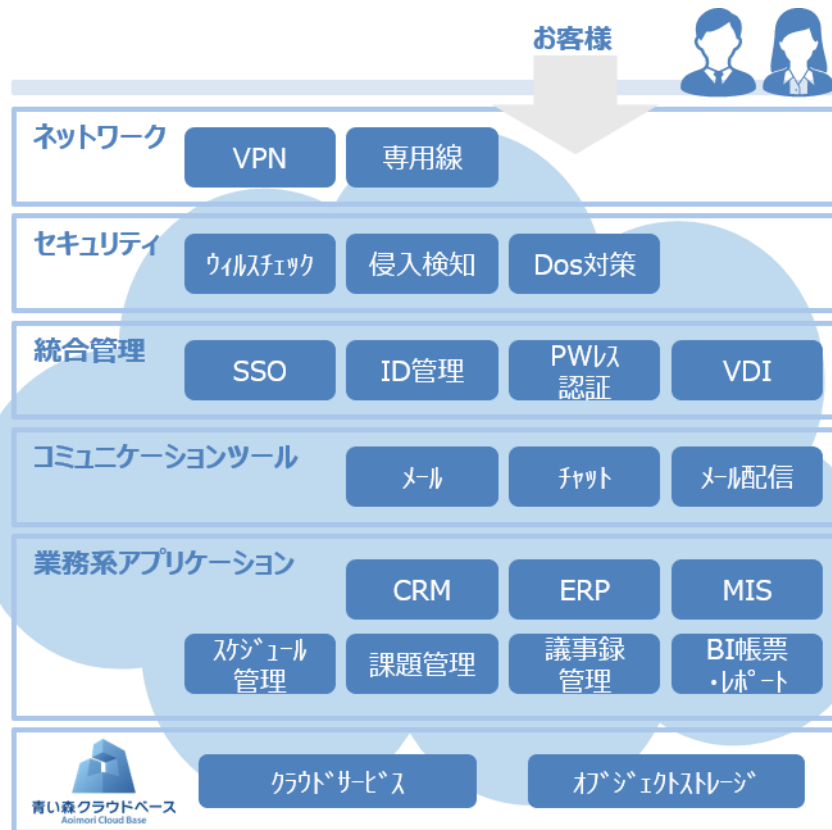 お客様
ネットワーク
VPN
専用線
セキュリティ
ｳｨﾙｽﾁｪｯｸ
侵入検知
Dos対策
統合管理
SSO
ID管理
PWﾚｽ
認証
VDI
コミュニケーションツール
ﾒｰﾙ
ﾁｬｯﾄ
ﾒｰﾙ配信
業務系アプリケーション
CRM
ERP
MIS
ｽｹｼﾞｭｰﾙ
管理
課題管理
議事録
管理
BI帳票
・ﾚﾎﾟｰﾄ
青い森クラウドベース
Aoimori Cloud Base
ｸﾗｳﾄﾞｻｰﾋﾞｽ
ｵﾌﾞｼﾞｪｸﾄｽﾄﾚｰｼﾞ